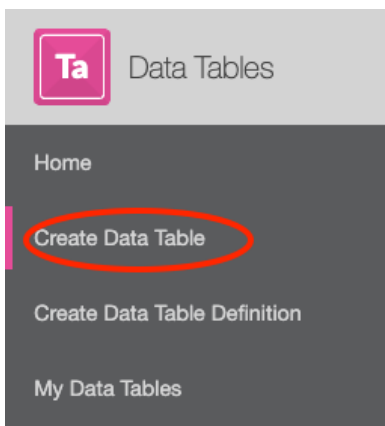 Ta Data Tables
Home
Create Data Table
Create Data Table Definition
My Data Tables